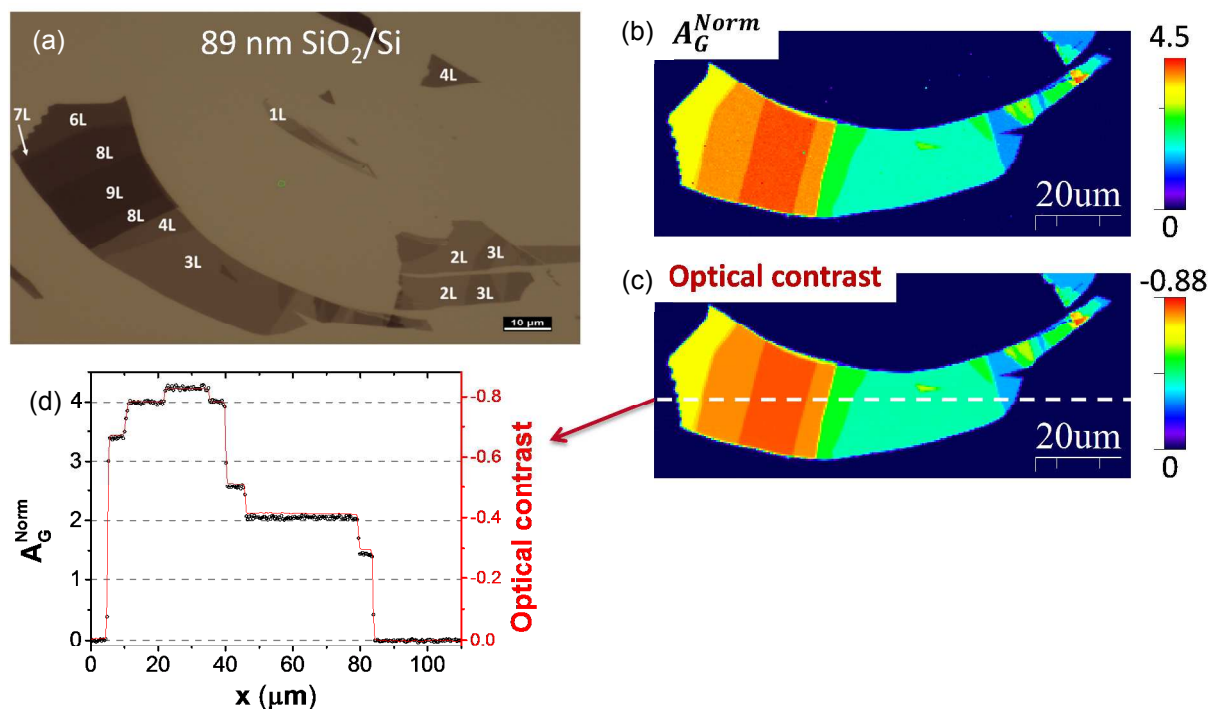 (a)
89 nm SiO₂/Si
4L
1L
7L
6L
8L
9L
8L
4L
3L
2L
3L
2L
3L
10 µm
(b)
A_G^Norm
4.5
0
20um
(c)
Optical contrast
-0.88
0
20um
(d)
A_G^Norm
4
3
2
1
0
0
20
40
60
80
100
x (µm)
-0.8
-0.6
-0.4
-0.2
0.0
Optical contrast